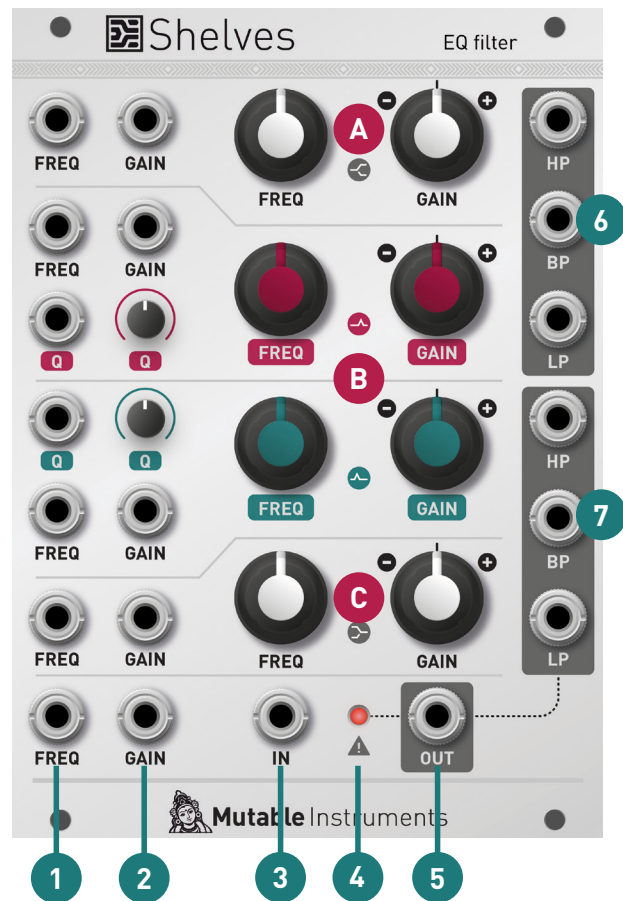 Shelves EQ filter
A
FREQ GAIN FREQ GAIN HP
6
FREQ GAIN BP
Q Q FREQ GAIN LP
B
Q Q HP
FREQ GAIN 7
FREQ GAIN BP
C
FREQ GAIN FREQ GAIN LP
FREQ GAIN IN OUT
Mutable Instruments
1 2 3 4 5